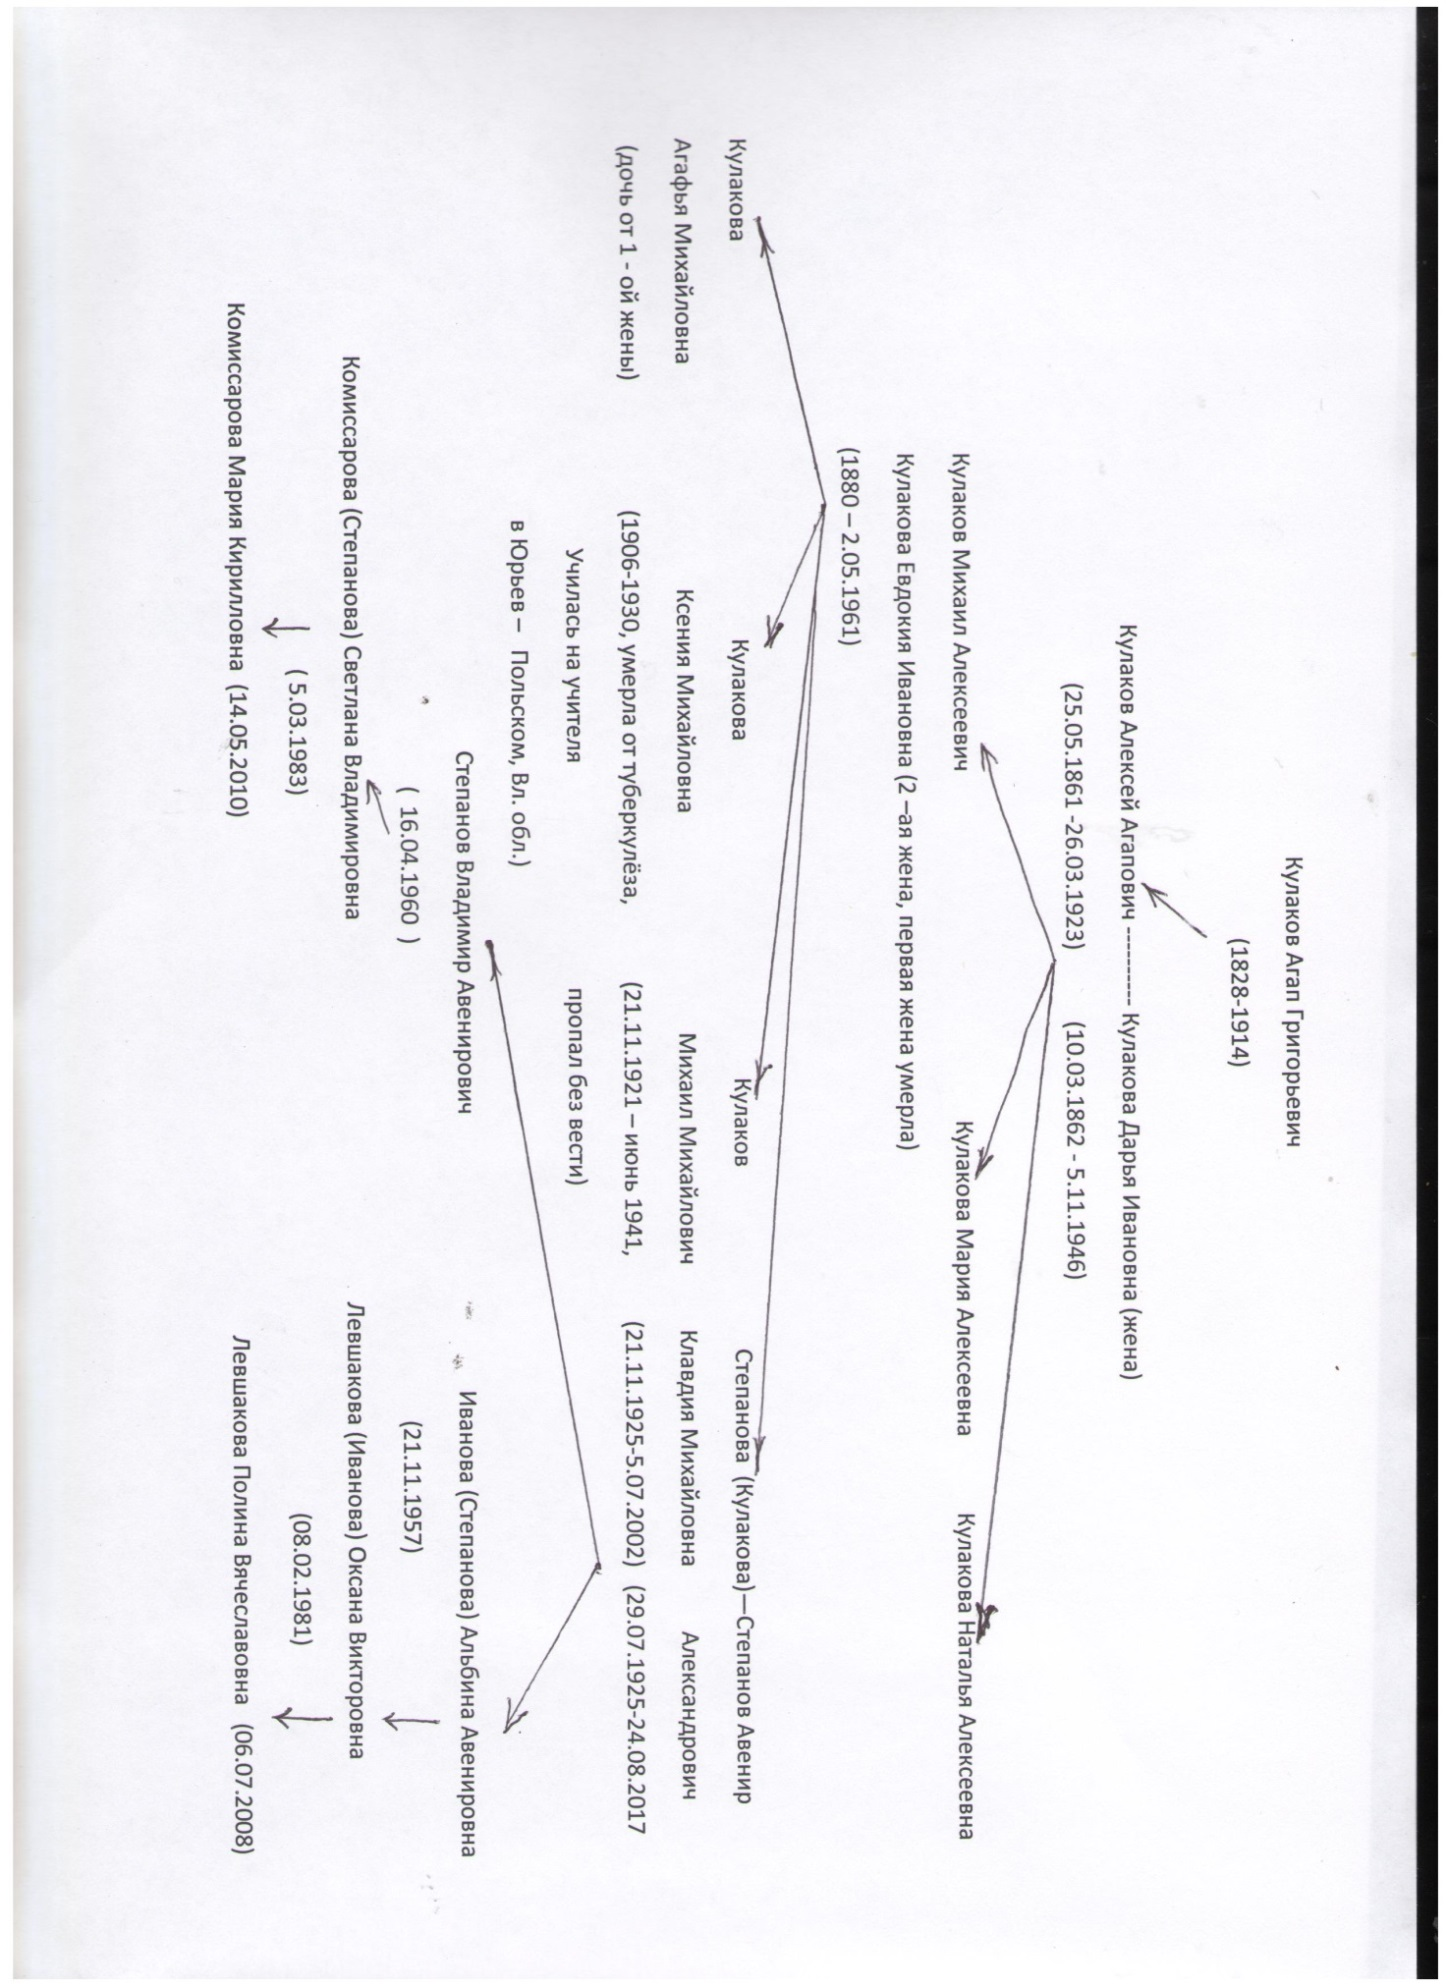 Кулаков Агап Григорьевич
(1828-1914)
Кулаков Алексей Агапович ---------- Кулакова Дарья Ивановна (жена)
(25.05.1861 -26.03.1923) (10.03.1862 - 5.11.1946)
Кулаков Михаил Алексеевич Кулакова Мария Алексеевна Кулакова Наталья Алексеевна
Кулакова Евдокия Ивановна (2 –ая жена, первая жена умерла)
(1880 – 2.05.1961)
Кулакова Кулакова Кулаков Степанова (Кулакова)—Степанов Авенир
Агафья Михайловна Ксения Михайловна Михаил Михайлович Клавдия Михайловна Александрович
(дочь от 1 - ой жены) (1906-1930, умерла от туберкулёза, (21.11.1921 – июнь 1941, (21.11.1925-5.07.2002) (29.07.1925-24.08.2017
Училась на учителя пропал без вести)
в Юрьев – Польском, Вл. обл.)
Степанов Владимир Авенирович Иванова (Степанова) Альбина Авенировна
( 16.04.1960 ) (21.11.1957)
Комиссарова (Степанова) Светлана Владимировна Левшакова (Иванова) Оксана Викторовна
( 5.03.1983) (08.02.1981)
Комиссарова Мария Кирилловна (14.05.2010) Левшакова Полина Вячеславовна (06.07.2008)